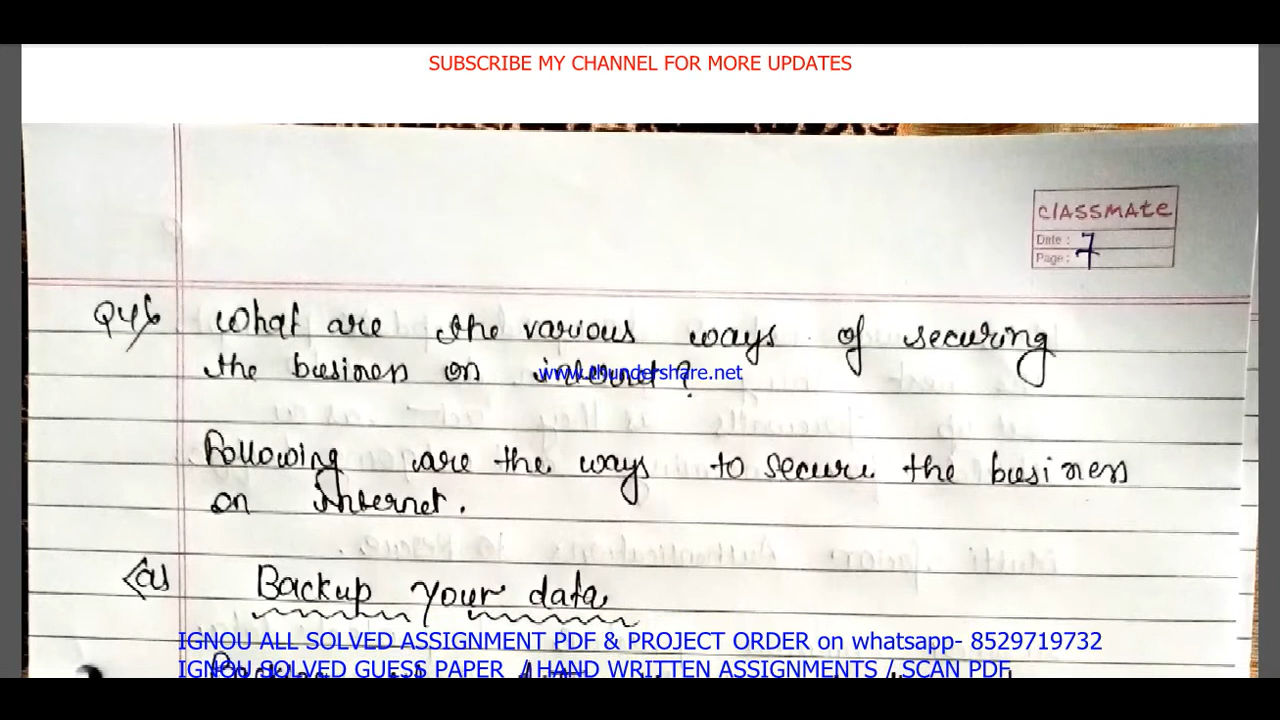 SUBSCRIBE MY CHANNEL FOR MORE UPDATES
CLASSMATE
Date :
Page : 7
Q4 What are the various ways of securing
the business on internet?
www.thundershare.net
Following are the ways to secure the business
on internet.
(a) Backup your data
IGNOU ALL SOLVED ASSIGNMENT PDF & PROJECT ORDER on whatsapp- 8529719732
IGNOU SOLVED GUESS PAPER / HAND WRITTEN ASSIGNMENTS / SCAN PDF